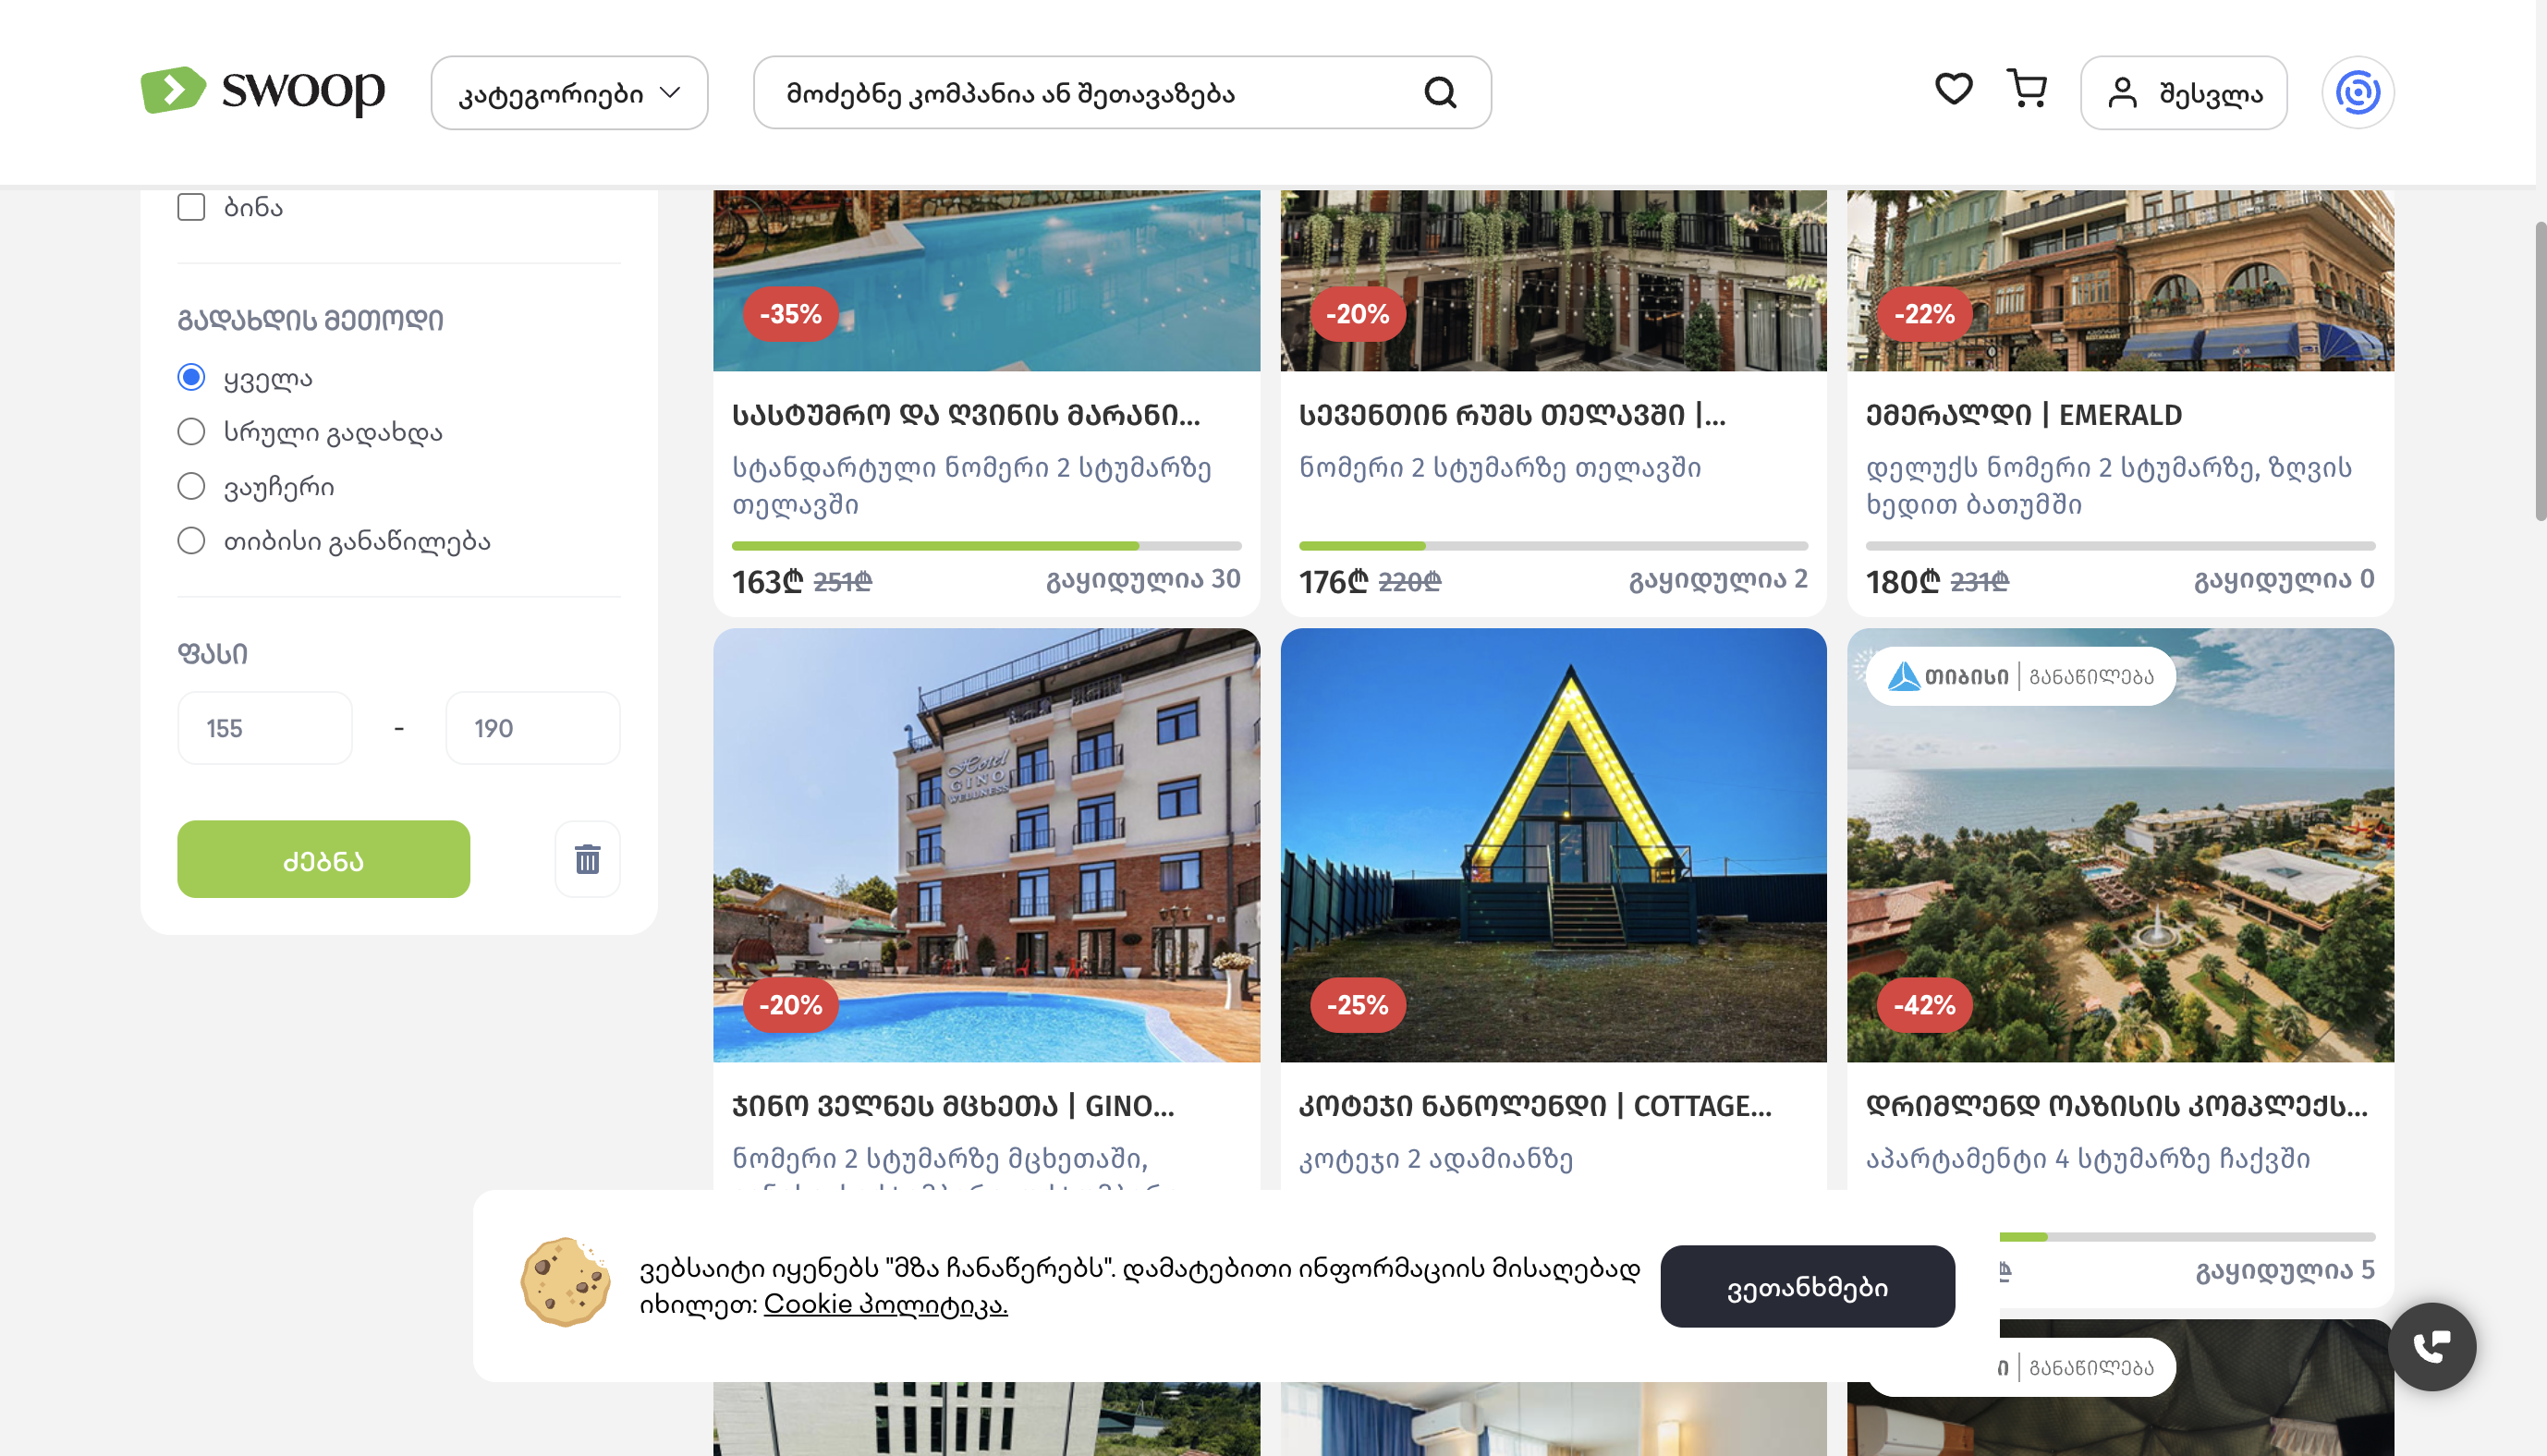 swoop
კატეგორიები
მოძებნე კომპანია ან შეთავაზება
შესვლა
ბინა
გადახდის მეთოდი
ყველა
სრული გადახდა
ვაუჩერი
თიბისი განაწილება
ფასი
155 - 190
ძებნა
-35%
სასტუმრო და ღვინის მარანი...
სტანდარტული ნომერი 2 სტუმარზე
თელავში
163₾ 251₾ გაყიდულია 30
-20%
სევენთინ რუმს თელავში |...
ნომერი 2 სტუმარზე თელავში
176₾ 220₾ გაყიდულია 2
-22%
ემერალდი | EMERALD
დელუქს ნომერი 2 სტუმარზე, ზღვის
ხედით ბათუმში
180₾ 231₾ გაყიდულია 0
Hotel
GINO
WELLNESS
-20%
ჯინო ველნეს მცხეთა | GINO...
ნომერი 2 სტუმარზე მცხეთაში,
-25%
კოტეჯი ნანოლენდი | COTTAGE...
კოტეჯი 2 ადამიანზე
თიბისი | განაწილება
-42%
დრიმლენდ ოაზისის კომპლექს...
აპარტამენტი 4 სტუმარზე ჩაქვში
₾ გაყიდულია 5
ვებსაიტი იყენებს "მზა ჩანაწერებს". დამატებითი ინფორმაციის მისაღებად
იხილეთ: Cookie პოლიტიკა.
ვეთანხმები
ი | განაწილება